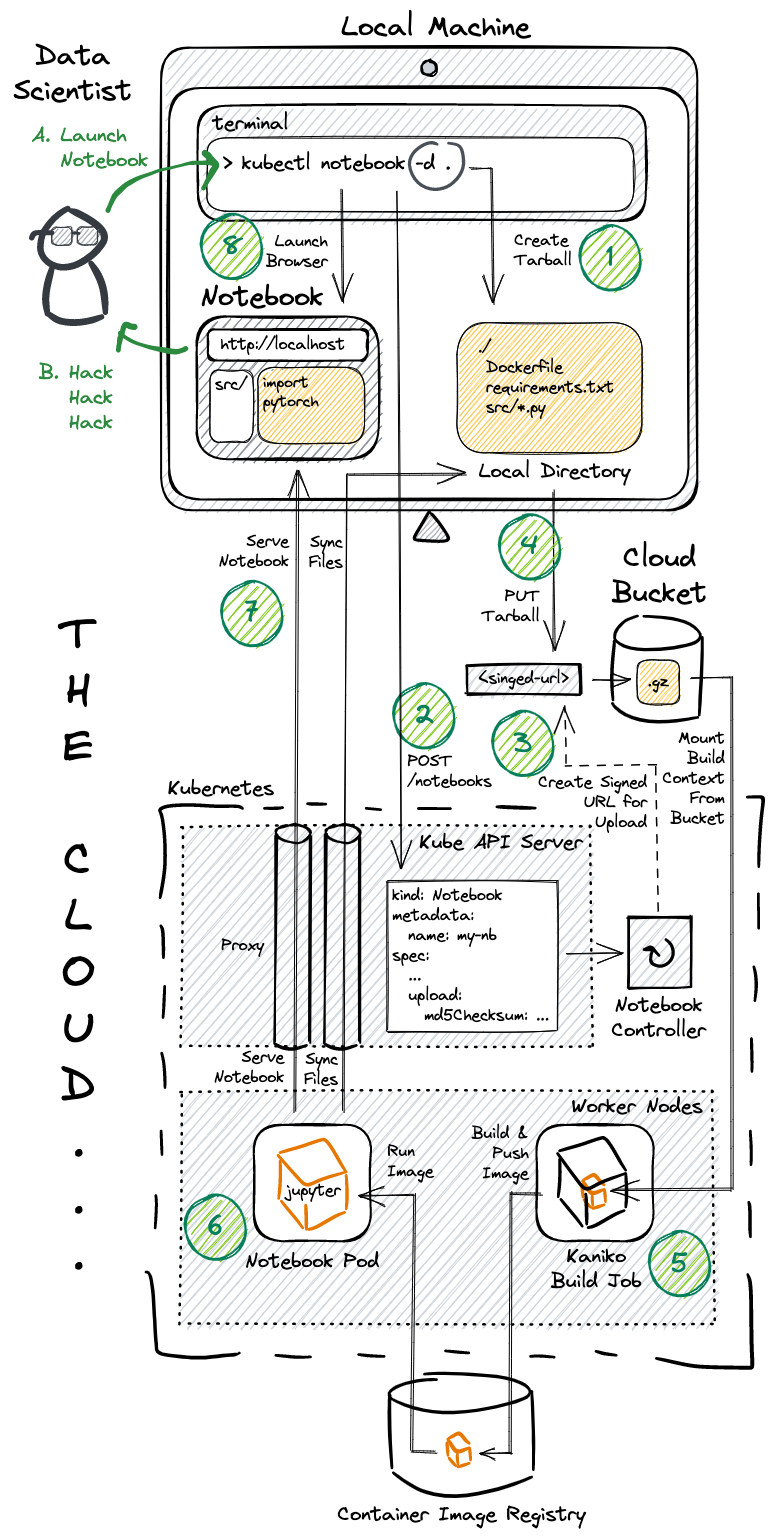 Local Machine
Data
Scientist
A. Launch
Notebook
terminal
> kubectl notebook -d .
8
Launch
Browser
Create
Tarball
1
Notebook
http://localhost
src/
import
pytorch
B. Hack
Hack
Hack
./
Dockerfile
requirements.txt
src/*.py
Local Directory
Serve
Notebook
Sync
Files
7
4
PUT
Tarball
Cloud
Bucket
<singed-url>
.gz
2
POST
/notebooks
3
Create Signed
URL for
Upload
Mount
Build
Context
From
Bucket
THE
CLOUD...
Kubernetes
Kube API Server
Proxy
kind: Notebook
metadata:
name: my-nb
spec:
...
upload:
md5Checksum: ...
Notebook
Controller
Serve
Notebook
Sync
Files
Worker Nodes
jupyter
Run
Image
Build &
Push
Image
6
Notebook Pod
Kaniko
Build Job
5
Container Image Registry